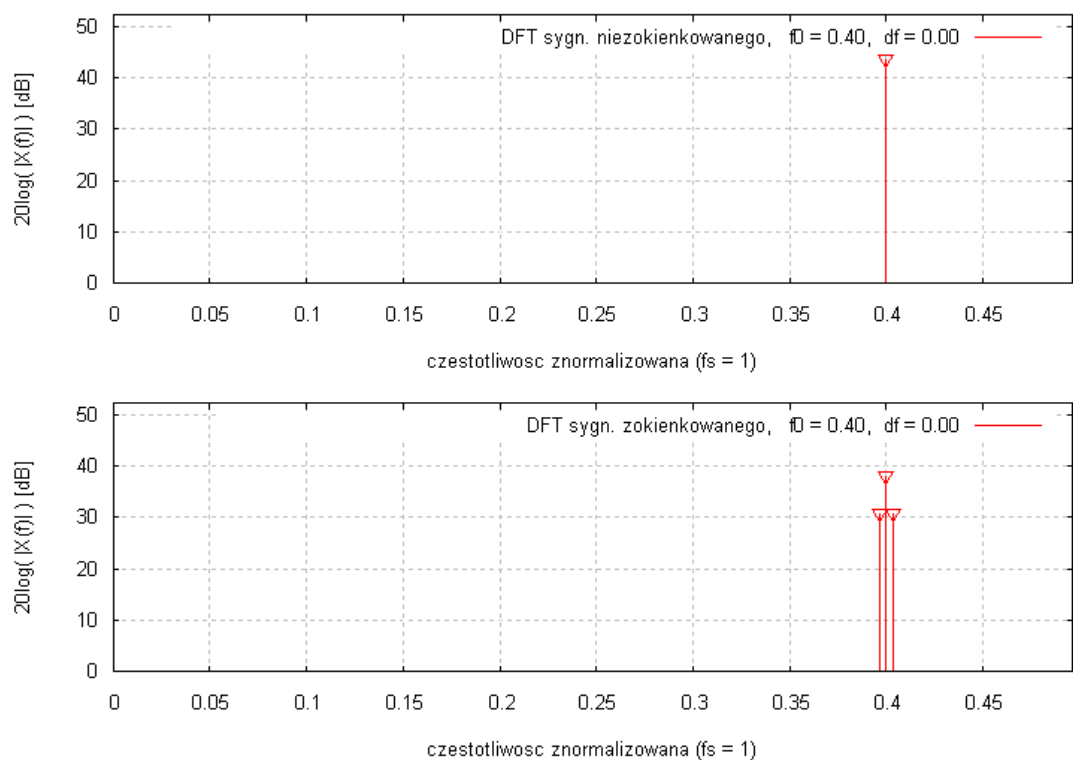 DFT sygn. niezokienkowanego, f0 = 0.40, df = 0.00
20log( |X(f)| ) [dB]
50
40
30
20
10
0
0 0.05 0.1 0.15 0.2 0.25 0.3 0.35 0.4 0.45
czestotliwosc znormalizowana (fs = 1)
DFT sygn. zokienkowanego, f0 = 0.40, df = 0.00
20log( |X(f)| ) [dB]
50
40
30
20
10
0
0 0.05 0.1 0.15 0.2 0.25 0.3 0.35 0.4 0.45
czestotliwosc znormalizowana (fs = 1)